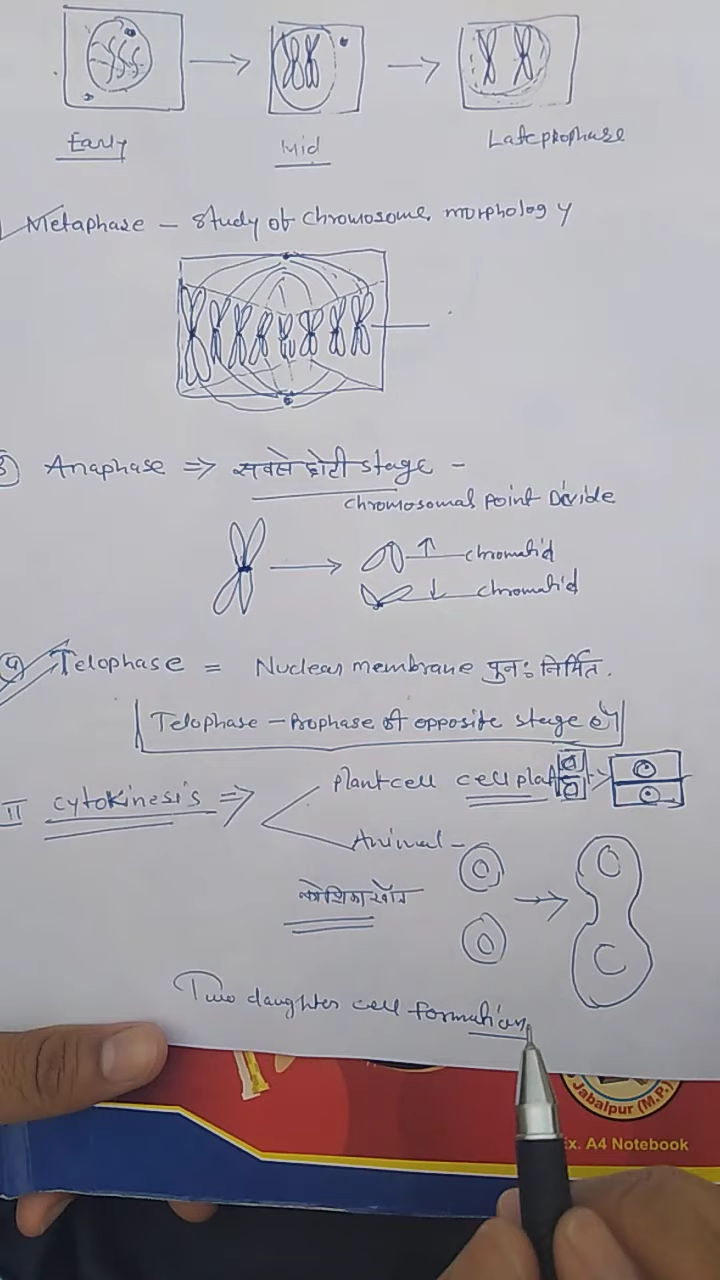 Early
Mid
Late prophase
Metaphase – Study of chromosome morphology
3) Anaphase => सबसे छोटी stage –
chromosomal point Divide
chromatid
chromatid
4) Telophase = Nuclear membrane पुनः निर्मित.
Telophase – Prophase of opposite stage है
II cytokinesis =>
Plant cell cell plate
Animal –
कोशिका खाँच
Two daughter cell formation
Jabalpur (M.P.)
Ex. A4 Notebook